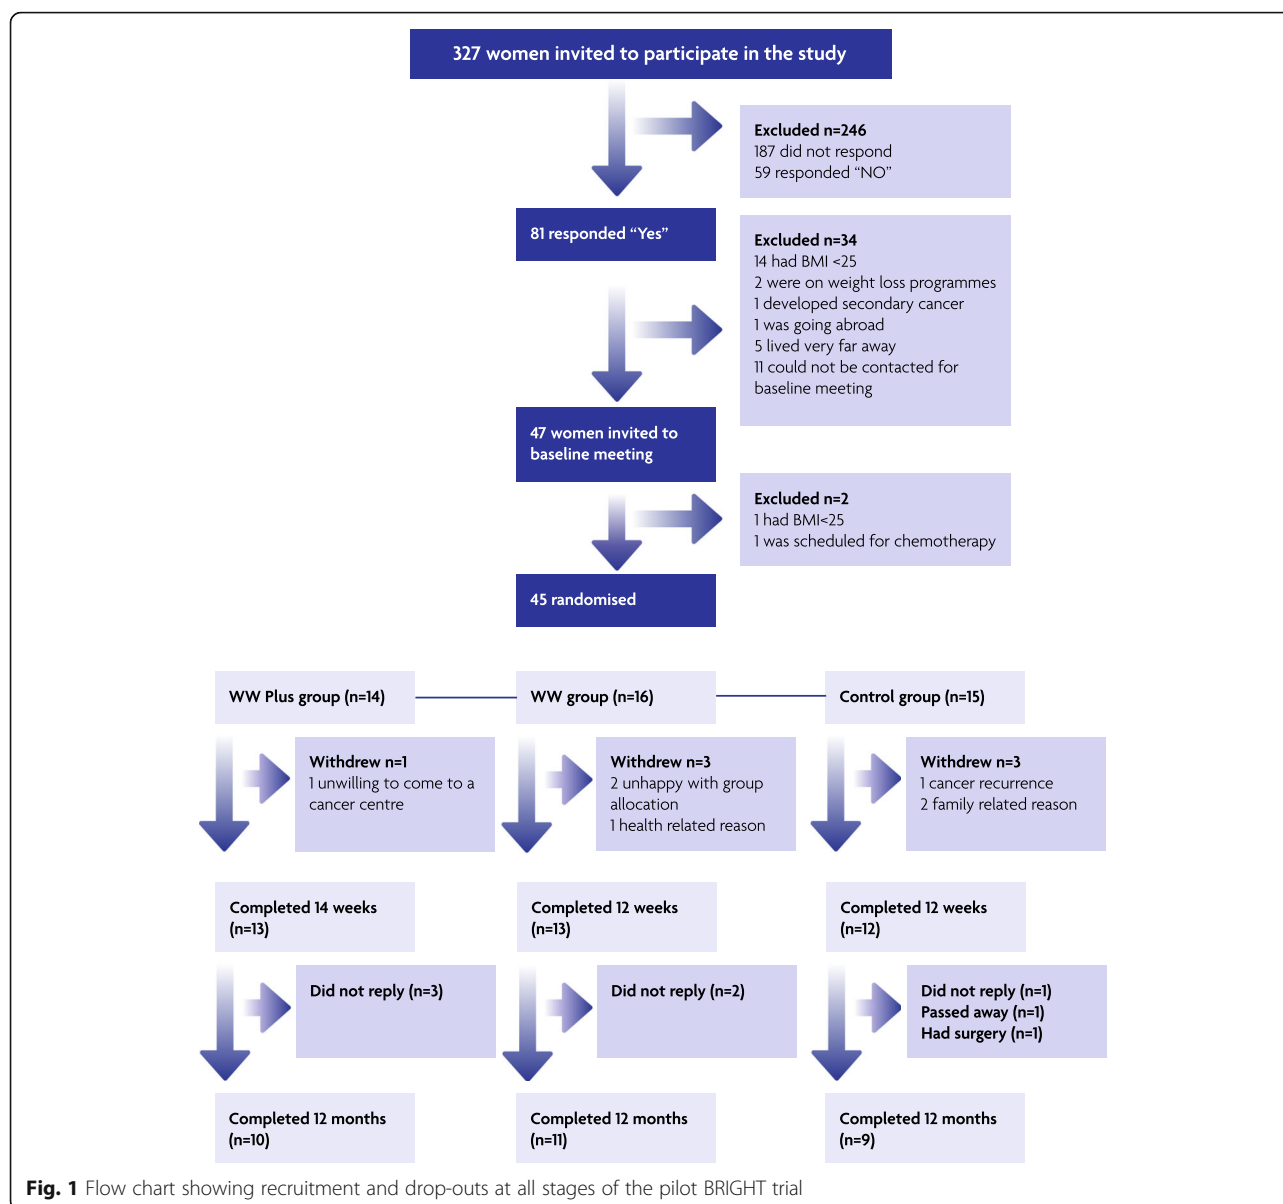 327 women invited to participate in the study
Excluded n=246
187 did not respond
59 responded “NO”
81 responded “Yes”
Excluded n=34
14 had BMI <25
2 were on weight loss programmes
1 developed secondary cancer
1 was going abroad
5 lived very far away
11 could not be contacted for
baseline meeting
47 women invited to
baseline meeting
Excluded n=2
1 had BMI<25
1 was scheduled for chemotherapy
45 randomised
WW Plus group (n=14)
WW group (n=16)
Control group (n=15)
Withdrew n=1
1 unwilling to come to a
cancer centre
Withdrew n=3
2 unhappy with group
allocation
1 health related reason
Withdrew n=3
1 cancer recurrence
2 family related reason
Completed 14 weeks
(n=13)
Completed 12 weeks
(n=13)
Completed 12 weeks
(n=12)
Did not reply (n=3)
Did not reply (n=2)
Did not reply (n=1)
Passed away (n=1)
Had surgery (n=1)
Completed 12 months
(n=10)
Completed 12 months
(n=11)
Completed 12 months
(n=9)
Fig. 1 Flow chart showing recruitment and drop-outs at all stages of the pilot BRIGHT trial